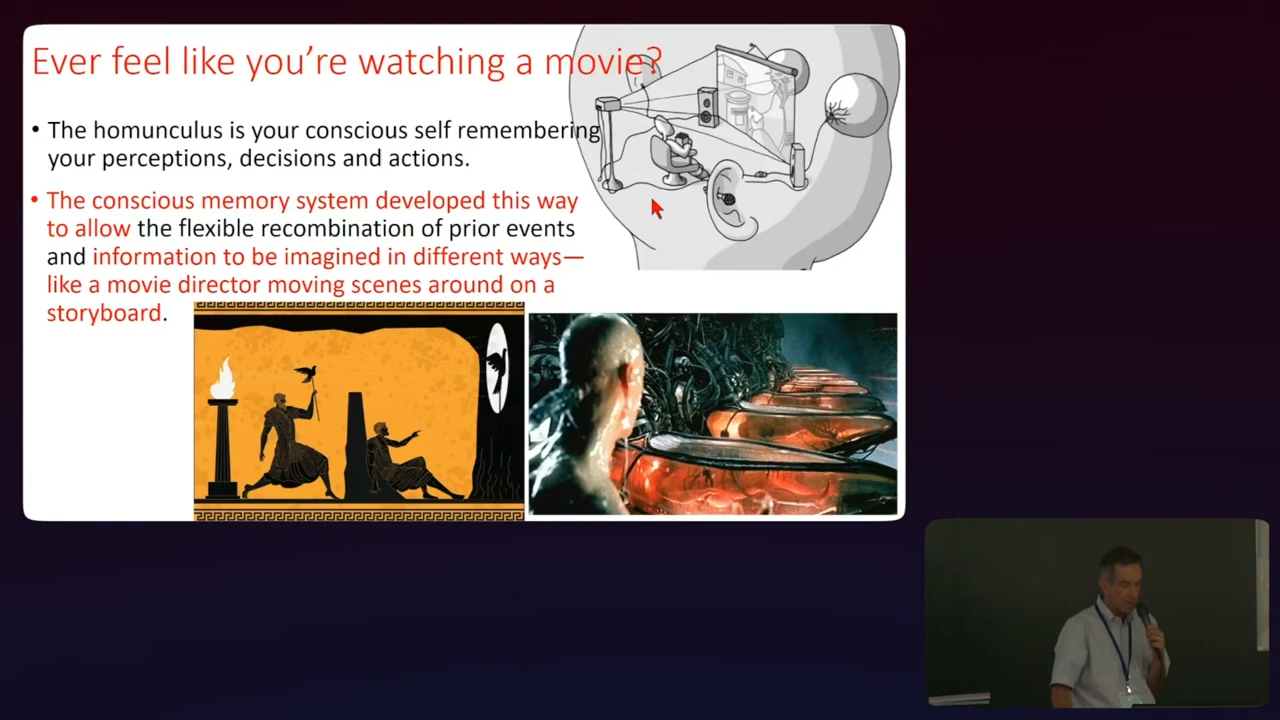 Ever feel like you're watching a movie?
• The homunculus is your conscious self remembering
your perceptions, decisions and actions.
• The conscious memory system developed this way
to allow the flexible recombination of prior events
and information to be imagined in different ways—
like a movie director moving scenes around on a
storyboard.